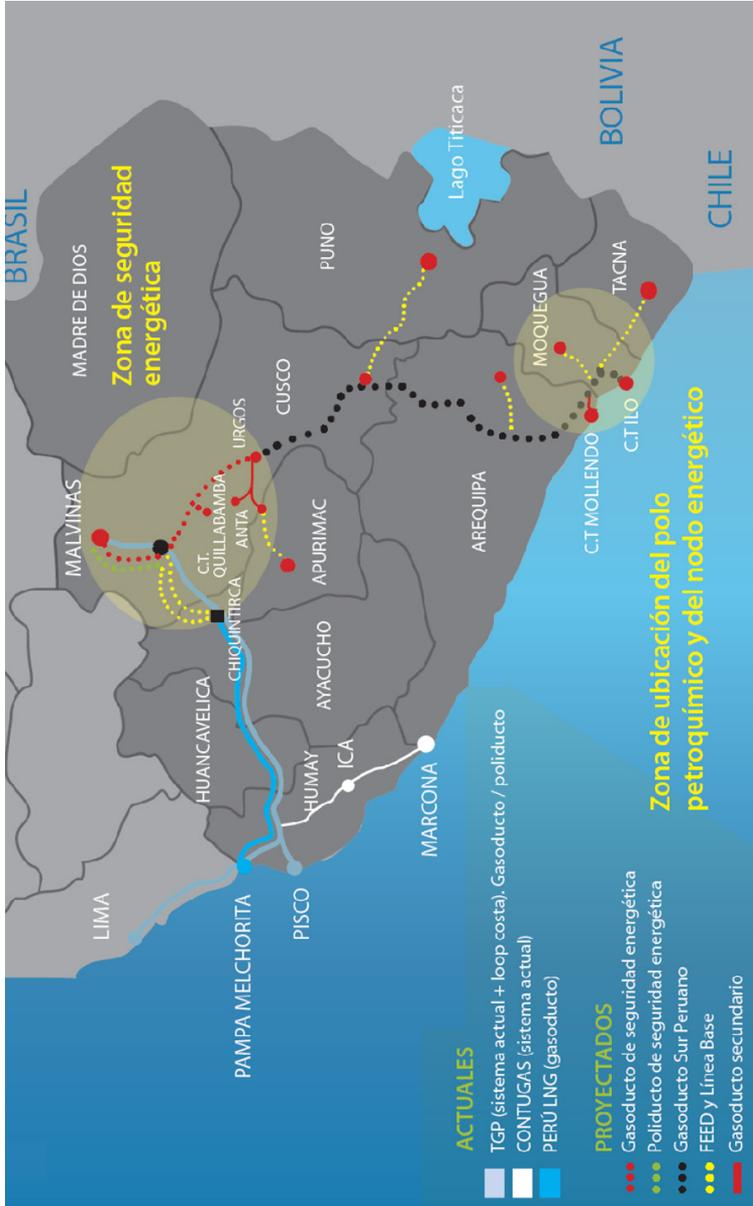 BRASIL
MADRE DE DIOS
Zona de seguridad
energética
PUNO
Lago Titicaca
BOLIVIA
CHILE
TACNA
MOQUEGUA
MALVINAS
URGOS
CUSCO
C.T.
QUILLABAMBA
ANTA
CHIQUINTIRCA
APURIMAC
AREQUIPA
C.T MOLLENDO
C.T ILO
HUANCAVELICA
AYACUCHO
HUMAY
ICA
LIMA
PAMPA MELCHORITA
PISCO
MARCONA
Zona de ubicación del polo
petroquímico y del nodo energético
ACTUALES
TGP (sistema actual + loop costa). Gasoducto / poliducto
CONTUGAS (sistema actual)
PERÚ LNG (gasoducto)
PROYECTADOS
Gasoducto de seguridad energética
Poliducto de seguridad energética
Gasoducto Sur Peruano
FEED y Línea Base
Gasoducto secundario